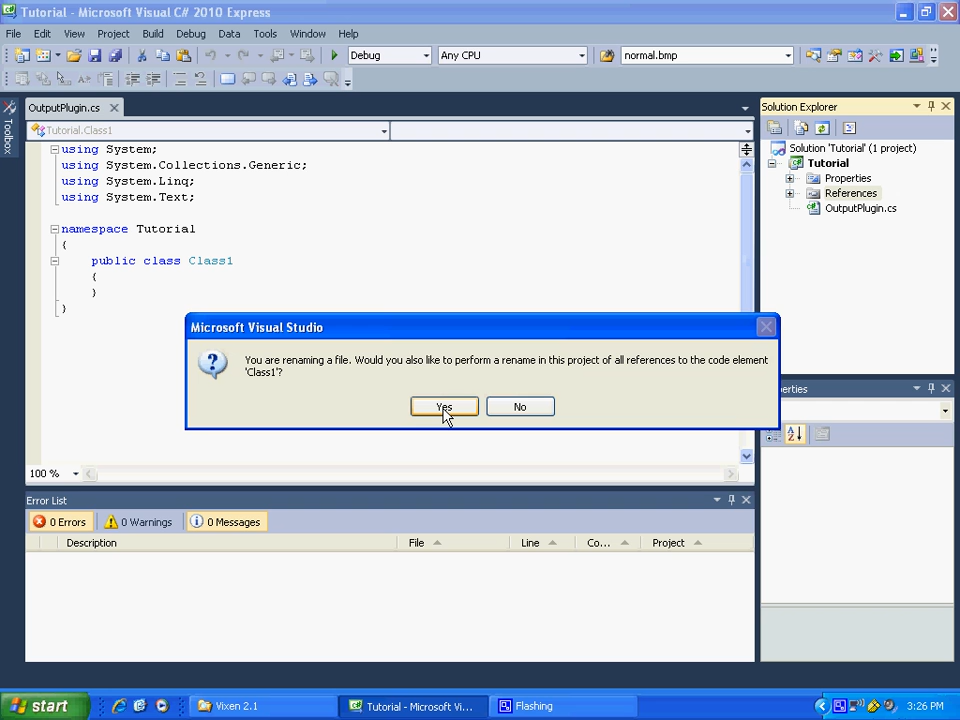 Tutorial - Microsoft Visual C# 2010 Express
File Edit View Project Build Debug Data Tools Window Help
Debug Any CPU normal.bmp
Toolbox
OutputPlugin.cs
Tutorial.Class1
using System;
using System.Collections.Generic;
using System.Linq;
using System.Text;
namespace Tutorial
{
public class Class1
{
}
}
100 %
Solution Explorer
Solution 'Tutorial' (1 project)
Tutorial
Properties
References
OutputPlugin.cs
Microsoft Visual Studio
You are renaming a file. Would you also like to perform a rename in this project of all references to the code element
'Class1'?
Yes No
perties
Error List
0 Errors 0 Warnings 0 Messages
Description File Line Co... Project
start Vixen 2.1 Tutorial - Microsoft Vi... Flashing 3:26 PM